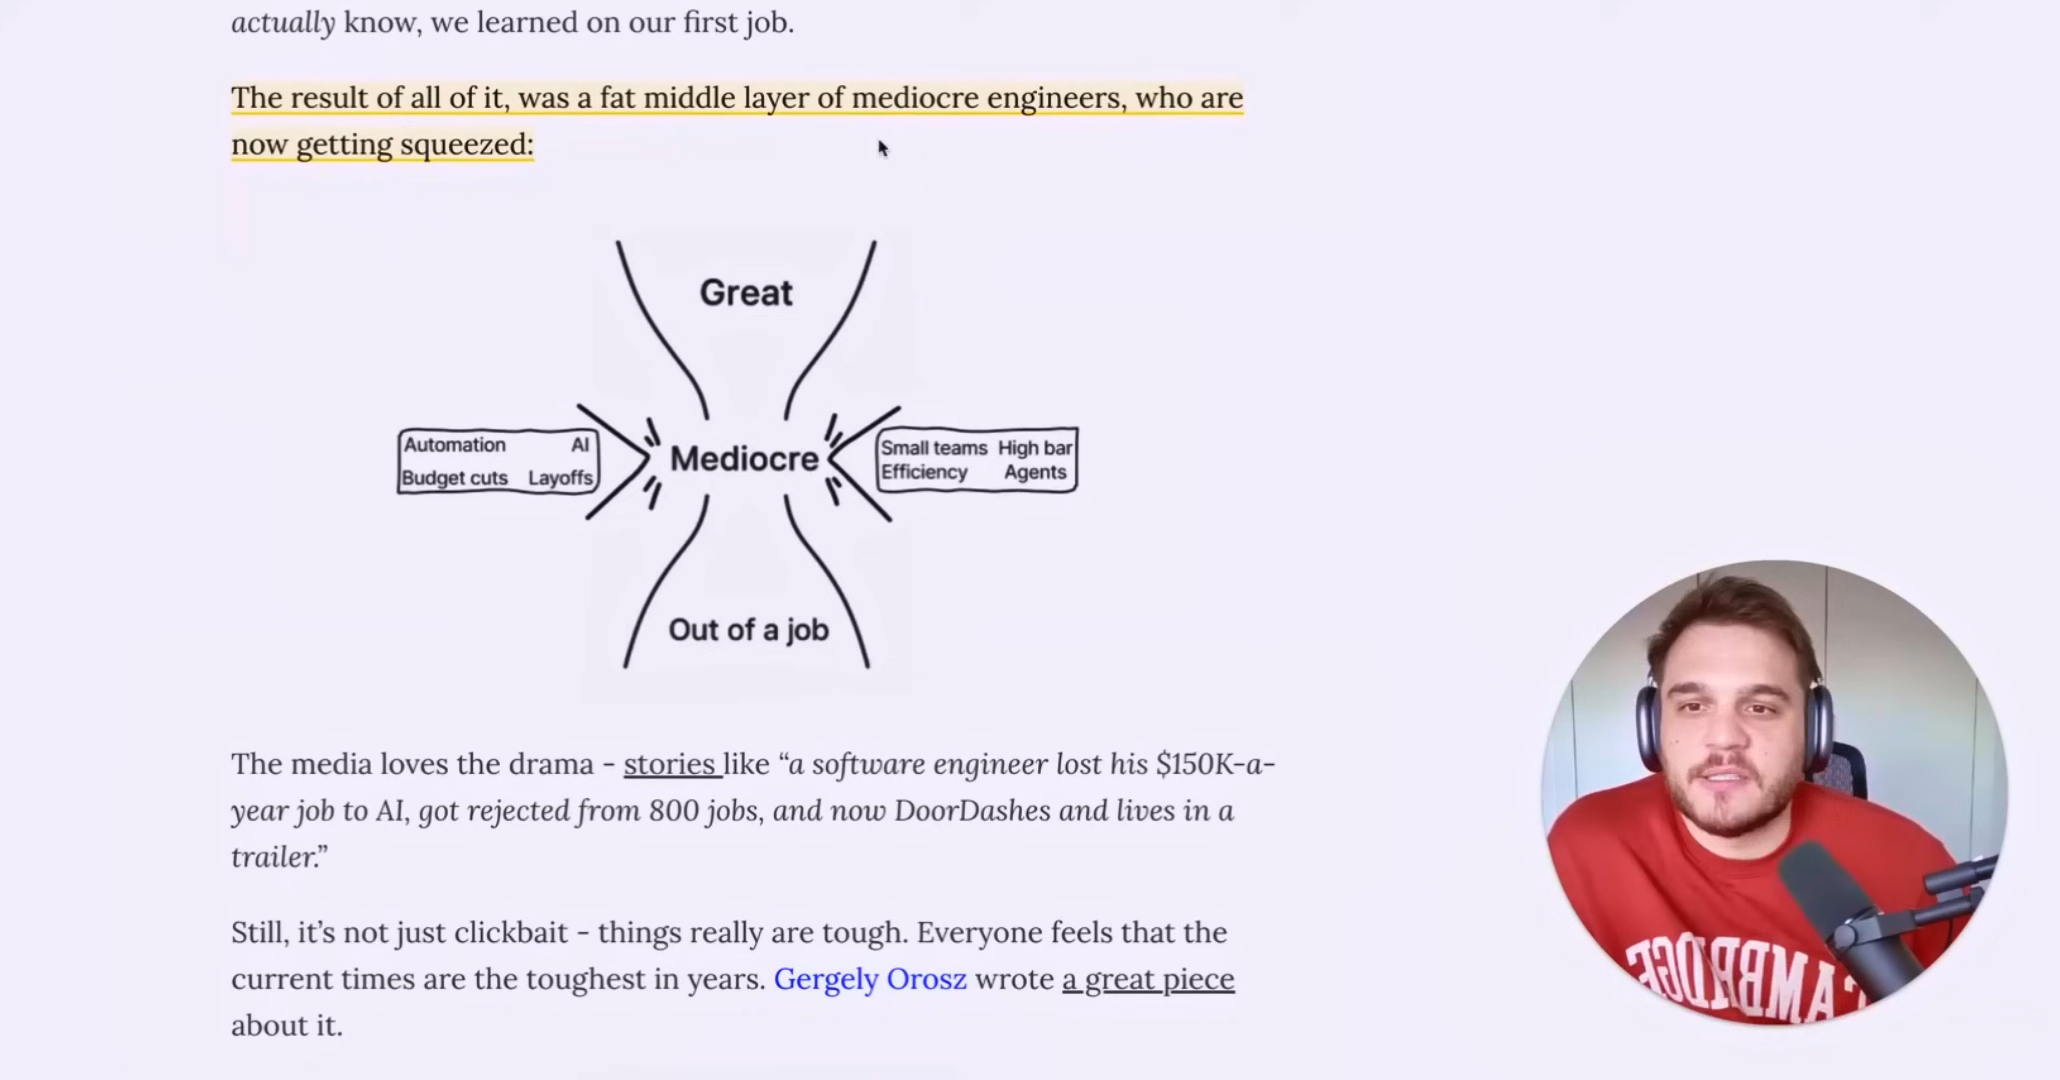 actually know, we learned on our first job.
The result of all of it, was a fat middle layer of mediocre engineers, who are
now getting squeezed:
Great
Automation AI
Budget cuts Layoffs
Mediocre
Small teams High bar
Efficiency Agents
Out of a job
The media loves the drama - stories like “a software engineer lost his $150K-a-
year job to AI, got rejected from 800 jobs, and now DoorDashes and lives in a
trailer.”
Still, it’s not just clickbait - things really are tough. Everyone feels that the
current times are the toughest in years. Gergely Orosz wrote a great piece
about it.
CAMBRIDGE